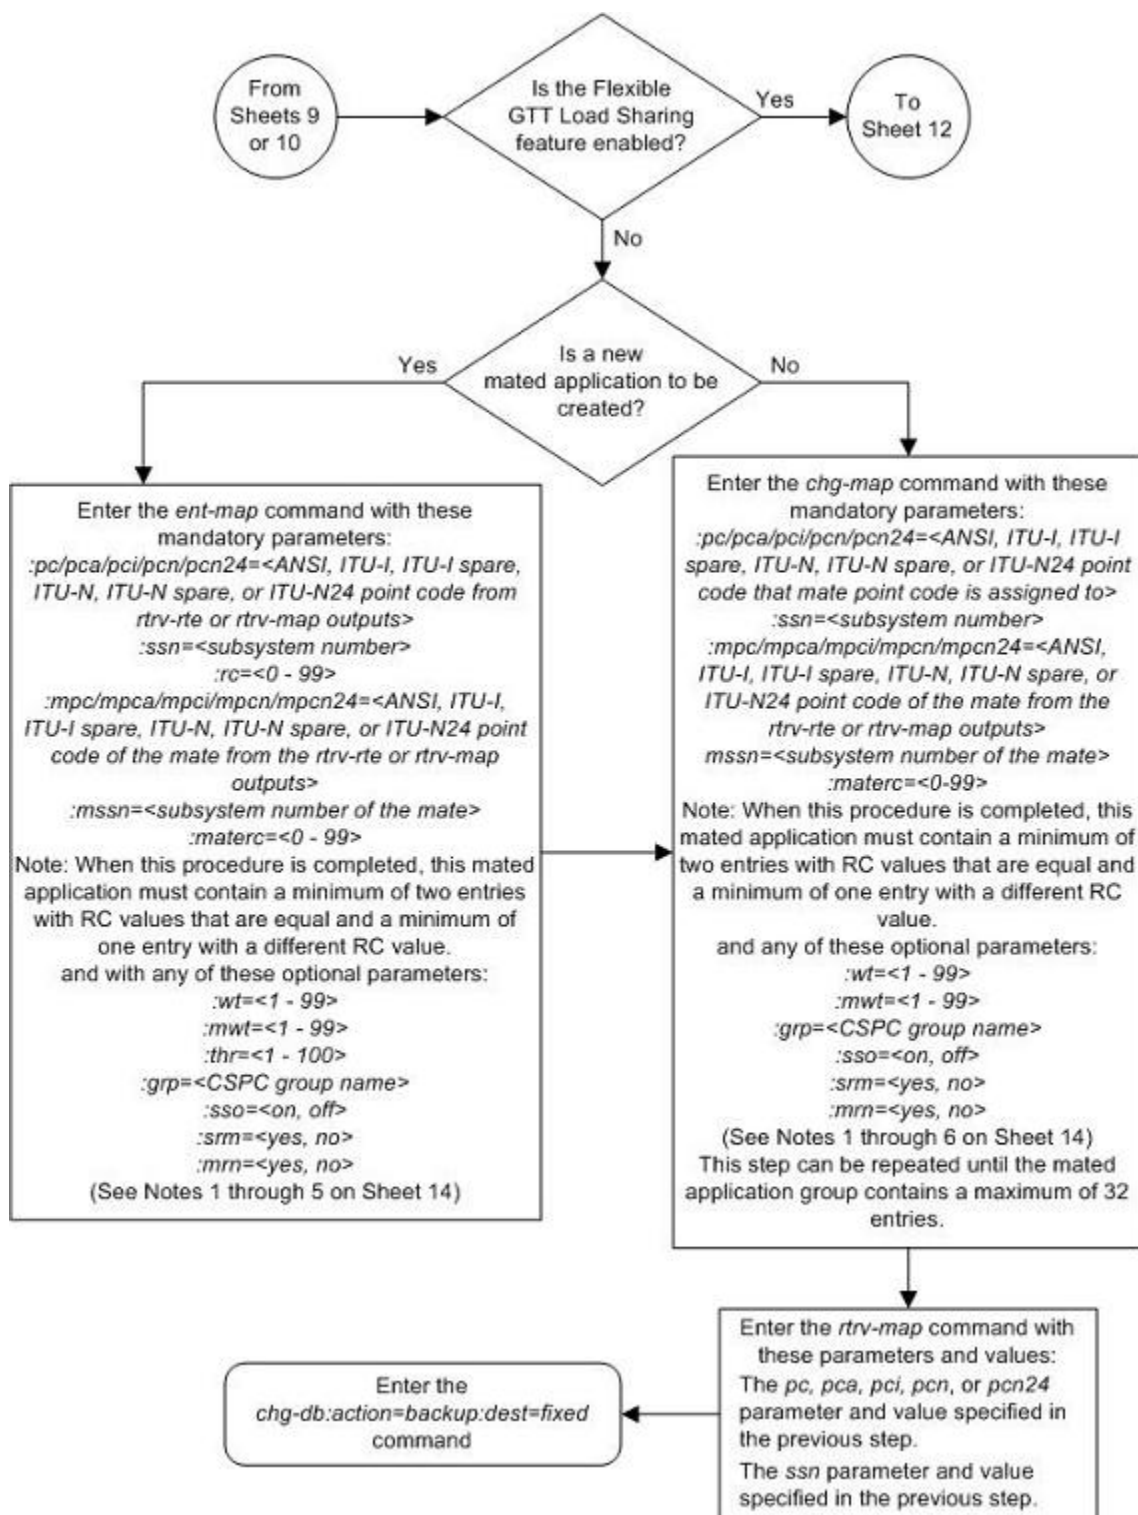 From
Sheets 9
or 10
Is the Flexible
GTT Load Sharing
feature enabled?
Yes
To
Sheet 12
No
Is a new
mated application to be
created?
Yes
No
Enter the ent-map command with these
mandatory parameters:
:pc/pca/pci/pcn/pcn24=<ANSI, ITU-I, ITU-I spare,
ITU-N, ITU-N spare, or ITU-N24 point code from
rtrv-rte or rtrv-map outputs>
:ssn=<subsystem number>
:rc=<0 - 99>
:mpc/mpca/mpci/mpcn/mpcn24=<ANSI, ITU-I,
ITU-I spare, ITU-N, ITU-N spare, or ITU-N24 point
code of the mate from the rtrv-rte or rtrv-map
outputs>
:mssn=<subsystem number of the mate>
:materc=<0 - 99>
Note: When this procedure is completed, this mated
application must contain a minimum of two entries
with RC values that are equal and a minimum of
one entry with a different RC value.
and with any of these optional parameters:
:wt=<1 - 99>
:mwt=<1 - 99>
:thr=<1 - 100>
:grp=<CSPC group name>
:sso=<on, off>
:srm=<yes, no>
:mrn=<yes, no>
(See Notes 1 through 5 on Sheet 14)
Enter the chg-map command with these
mandatory parameters:
:pc/pca/pci/pcn/pcn24=<ANSI, ITU-I, ITU-I
spare, ITU-N, ITU-N spare, or ITU-N24 point
code that mate point code is assigned to>
:ssn=<subsystem number>
:mpc/mpca/mpci/mpcn/mpcn24=<ANSI,
ITU-I, ITU-I spare, ITU-N, ITU-N spare, or
ITU-N24 point code of the mate from the
rtrv-rte or rtrv-map outputs>
mssn=<subsystem number of the mate>
:materc=<0-99>
Note: When this procedure is completed, this
mated application must contain a minimum of
two entries with RC values that are equal and
a minimum of one entry with a different RC
value.
and any of these optional parameters:
:wt=<1 - 99>
:mwt=<1 - 99>
:grp=<CSPC group name>
:sso=<on, off>
:srm=<yes, no>
:mrn=<yes, no>
(See Notes 1 through 6 on Sheet 14)
This step can be repeated until the mated
application group contains a maximum of 32
entries.
Enter the rtrv-map command with
these parameters and values:
The pc, pca, pci, pcn, or pcn24
parameter and value specified in
the previous step.
The ssn parameter and value
specified in the previous step.
Enter the
chg-db:action=backup:dest=fixed
command